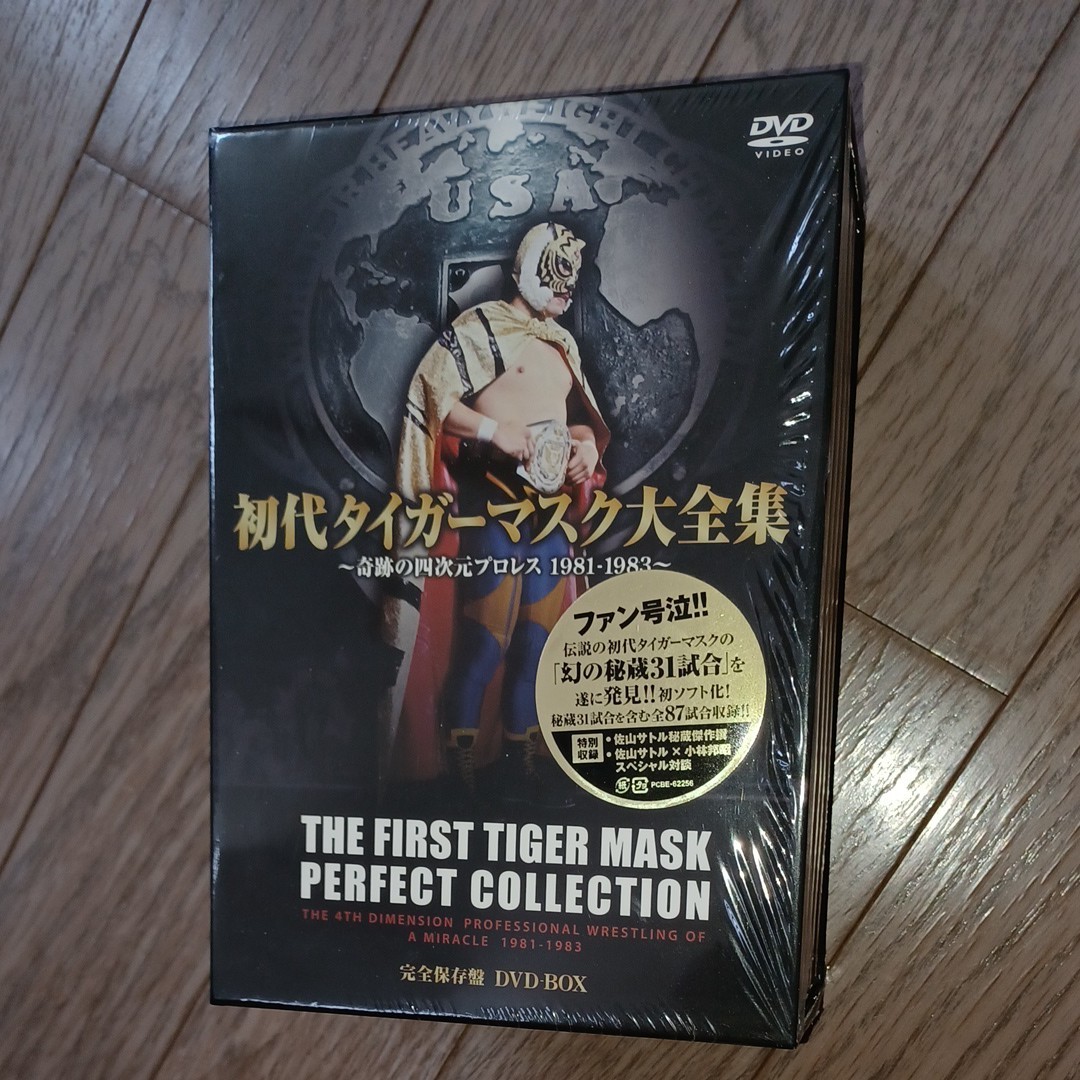 DVD
VIDEO
USA
初代タイガーマスク大全集
～奇跡の四次元プロレス 1981-1983～
ファン号泣!!
伝説の初代タイガーマスクの
「幻の秘蔵31試合」を
遂に発見!!初ソフト化!
秘蔵31試合を含む全87試合収録!!
特別収録
・佐山サトル秘蔵傑作撰
・佐山サトル×小林邦昭
スペシャル対談
紙 プラ PCBE-62256
THE FIRST TIGER MASK
PERFECT COLLECTION
THE 4TH DIMENSION PROFESSIONAL WRESTLING OF
A MIRACLE 1981-1983
完全保存盤 DVD-BOX